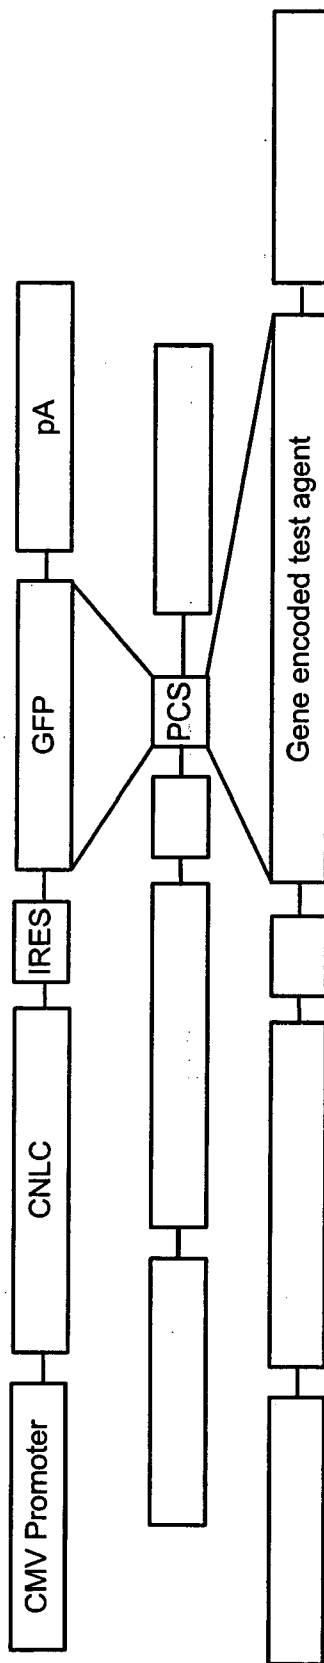 CMV Promoter
CNLC
IRES
GFP
pA
PCS
Gene encoded test agent